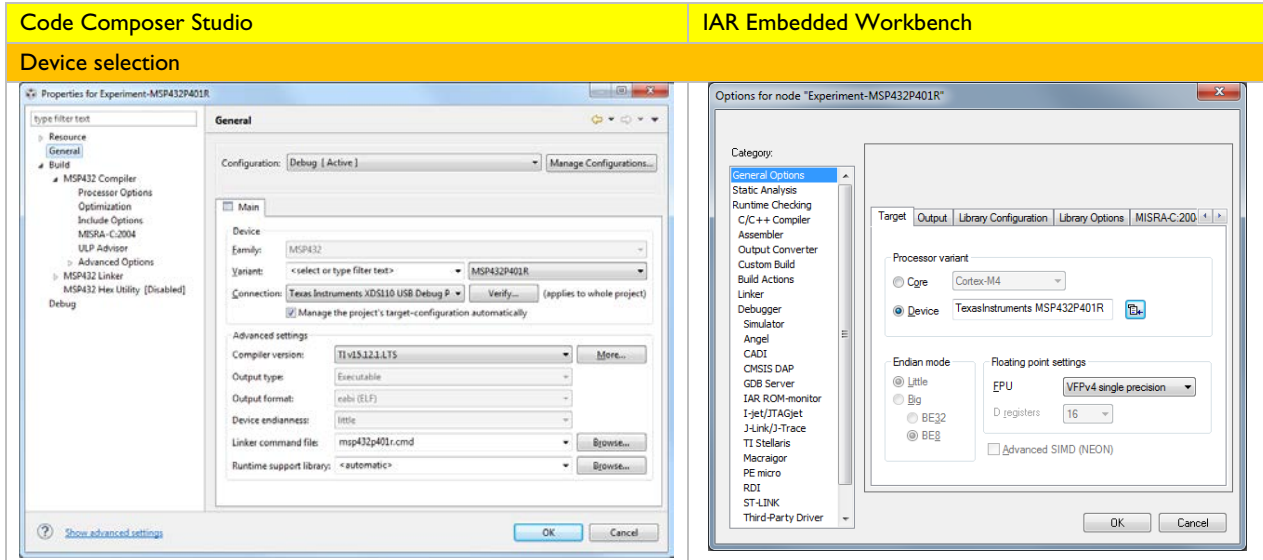 Code Composer Studio
IAR Embedded Workbench
Device selection
Properties for Experiment-MSP432P401R
type filter text
Resource
General
Build
MSP432 Compiler
Processor Options
Optimization
Include Options
MISRA-C:2004
ULP Advisor
Advanced Options
MSP432 Linker
MSP432 Hex Utility [Disabled]
Debug
General
Configuration: Debug [ Active ] Manage Configurations...
Main
Device
Family: MSP432
Variant: <select or type filter text> MSP432P401R
Connection: Texas Instruments XDS110 USB Debug P Verify... (applies to whole project)
Manage the project's target-configuration automatically
Advanced settings
Compiler version: TI v15.12.1.LTS More...
Output type: Executable
Output format: eabi (ELF)
Device endianness: little
Linker command file: msp432p401r.cmd Browse...
Runtime support library: <automatic> Browse...
Show advanced settings
OK Cancel
Options for node "Experiment-MSP432P401R"
Category:
General Options
Static Analysis
Runtime Checking
C/C++ Compiler
Assembler
Output Converter
Custom Build
Build Actions
Linker
Debugger
Simulator
Angel
CADI
CMSIS DAP
GDB Server
IAR ROM-monitor
I-jet/JTAGjet
J-Link/J-Trace
TI Stellaris
Macraigor
PE micro
RDI
ST-LINK
Third-Party Driver
Target Output Library Configuration Library Options MISRA-C:200
Processor variant
Core Cortex-M4
Device TexasInstruments MSP432P401R
Endian mode
Little
Big
BE32
BE8
Floating point settings
FPU VFPv4 single precision
D registers 16
Advanced SIMD (NEON)
OK Cancel